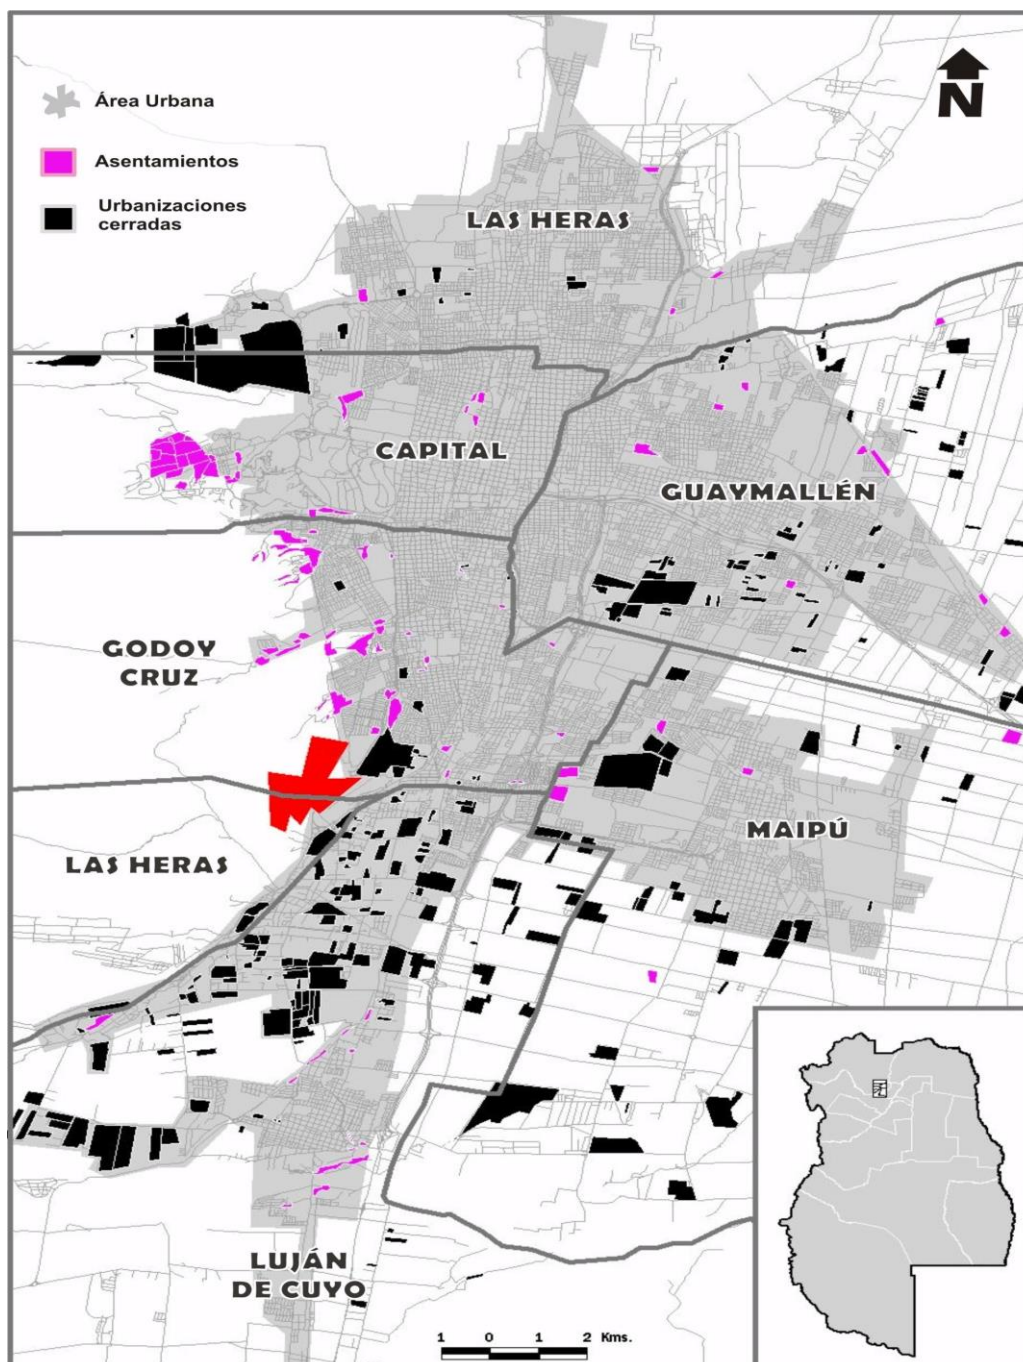 N
Área Urbana
Asentamientos
Urbanizaciones
cerradas
LAS HERAS
CAPITAL
GUAYMALLÉN
GODOY
CRUZ
MAIPÚ
LAS HERAS
LUJÁN
DE CUYO
1 0 1 2 Kms.